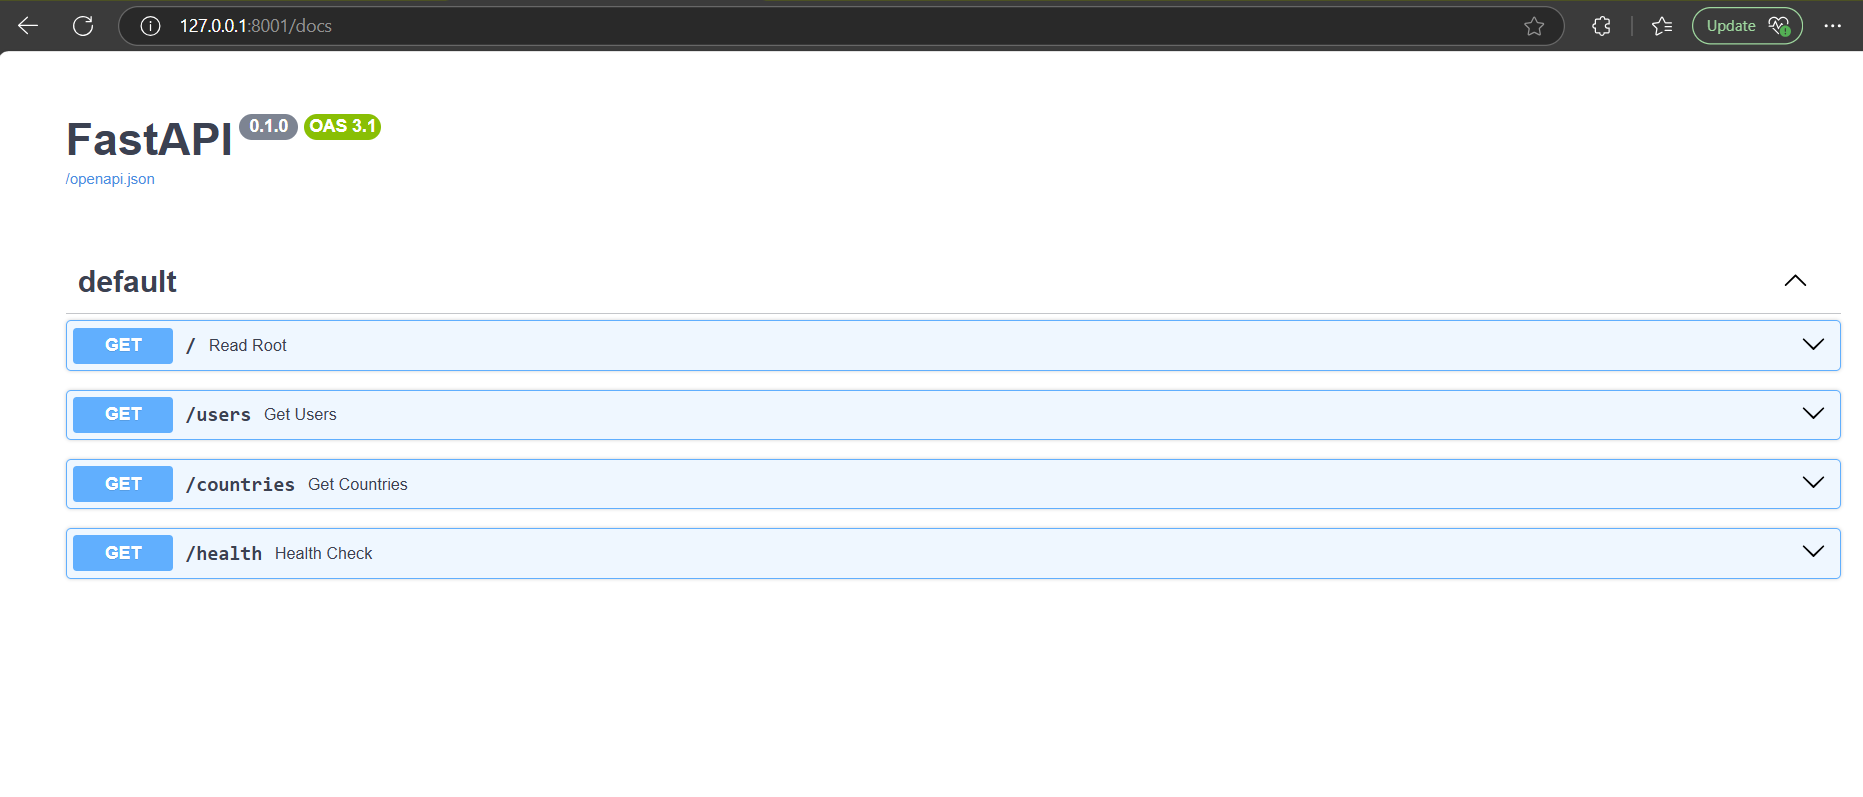 127.0.0.1:8001/docs
Update
FastAPI 0.1.0 OAS 3.1
/openapi.json
default
GET / Read Root
GET /users Get Users
GET /countries Get Countries
GET /health Health Check